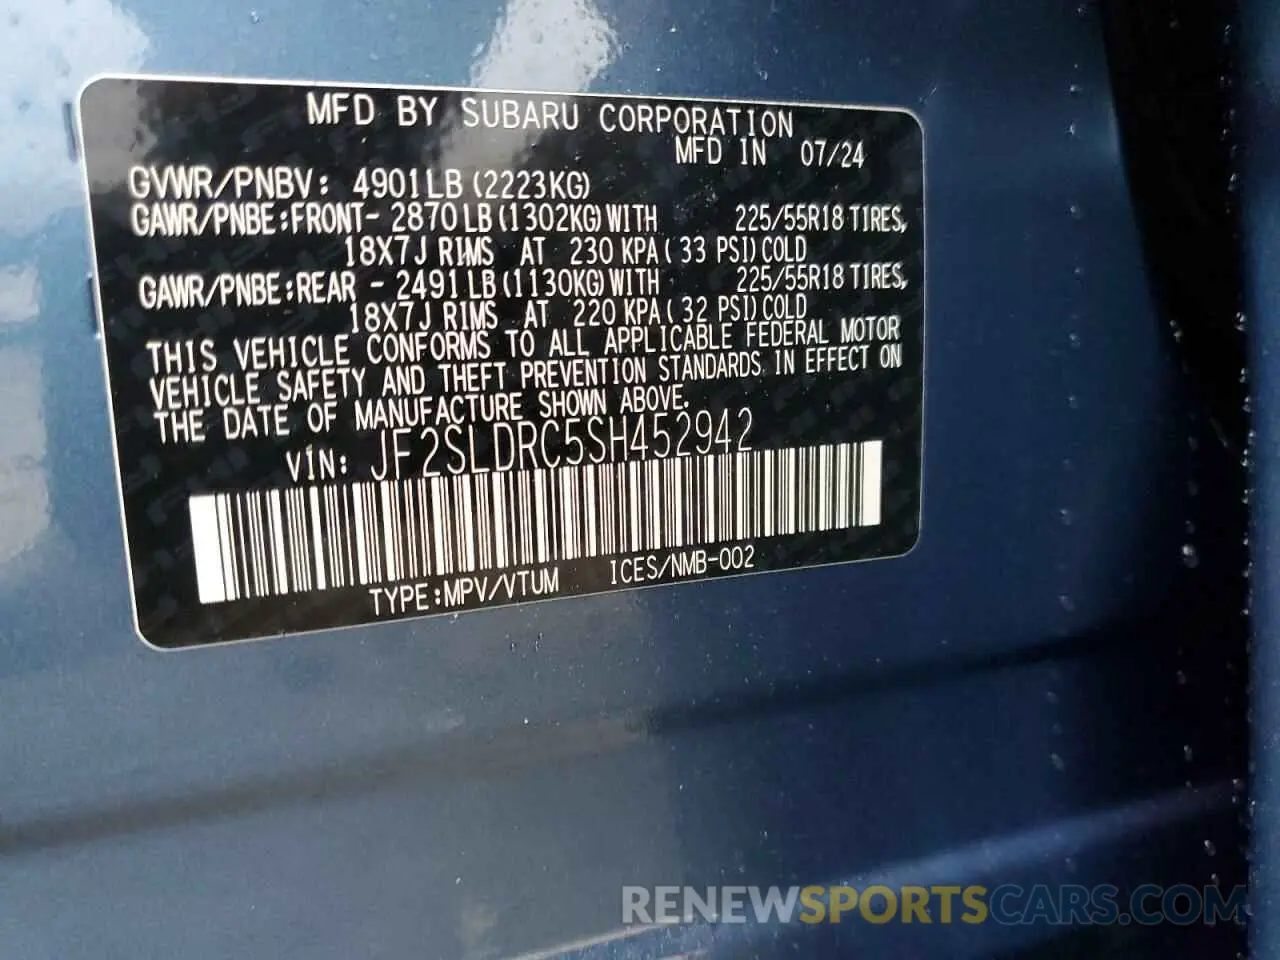 MFD BY SUBARU CORPORATION
MFD IN 07/24
GVWR/PNBV: 4901LB(2223KG)
GAWR/PNBE:FRONT- 2870LB(1302KG)WITH 225/55R18 TIRES,
18X7J RIMS AT 230 KPA( 33 PSI)COLD
GAWR/PNBE:REAR - 2491LB(1130KG)WITH 225/55R18 TIRES,
18X7J RIMS AT 220 KPA( 32 PSI)COLD
THIS VEHICLE CONFORMS TO ALL APPLICABLE FEDERAL MOTOR
VEHICLE SAFETY AND THEFT PREVENTION STANDARDS IN EFFECT ON
THE DATE OF MANUFACTURE SHOWN ABOVE.
VIN: JF2SLDRC5SH452942
TYPE:MPV/VTUM ICES/NMB-002
RENEWSPORTSCARS.COM